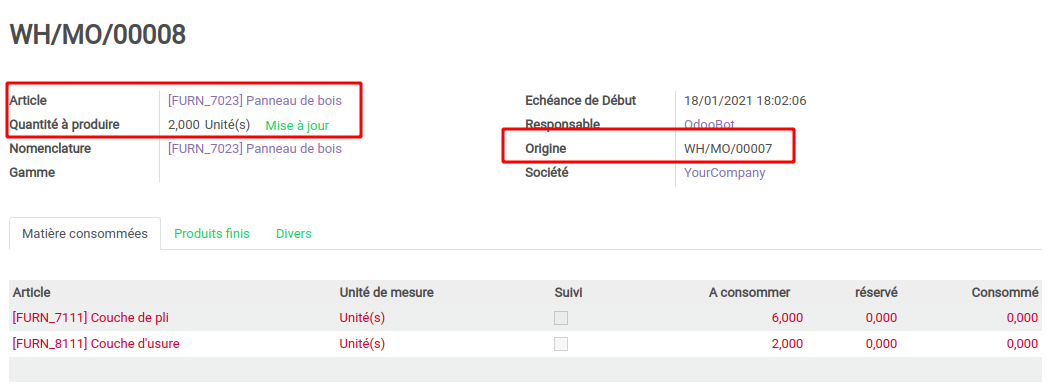 WH/MO/00008
Article [FURN_7023] Panneau de bois
Quantité à produire 2,000 Unité(s) Mise à jour
Nomenclature [FURN_7023] Panneau de bois
Gamme
Echéance de Début 18/01/2021 18:02:06
Responsable OdooBot
Origine WH/MO/00007
Société YourCompany
Matière consommées Produits finis Divers
Article Unité de mesure Suivi A consommer réservé Consommé
[FURN_7111] Couche de pli Unité(s) 6,000 0,000 0,000
[FURN_8111] Couche d'usure Unité(s) 2,000 0,000 0,000